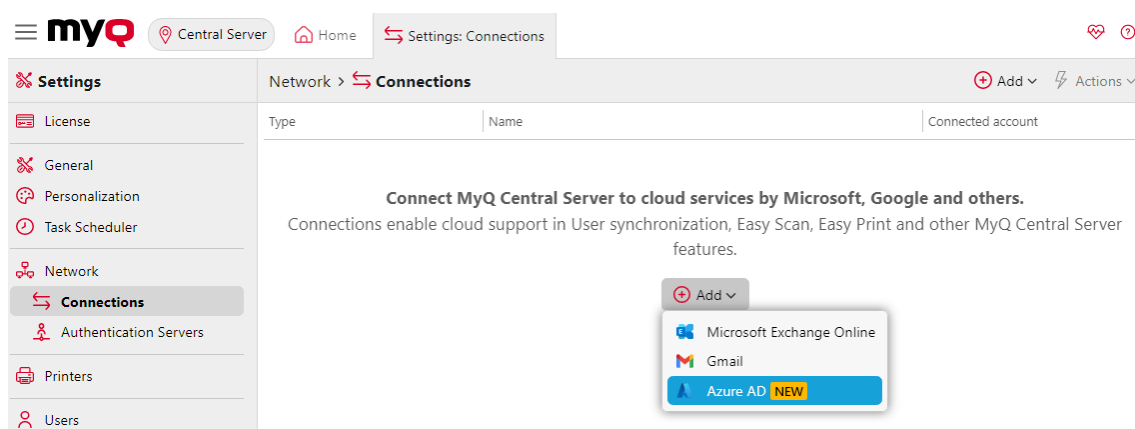 myQ Central Server Home Settings: Connections
Settings
Network > Connections Add Actions
License
General
Personalization
Task Scheduler
Network
Connections
Authentication Servers
Printers
Users
Type Name Connected account
Connect MyQ Central Server to cloud services by Microsoft, Google and others.
Connections enable cloud support in User synchronization, Easy Scan, Easy Print and other MyQ Central Server
features.
Add
Microsoft Exchange Online
Gmail
Azure AD NEW